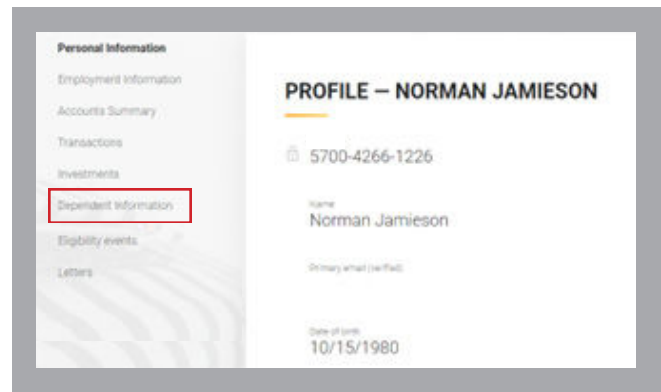 Personal Information
Employment Information
Accounts Summary
Transactions
Investments
Dependent Information
Eligibility events
Letters
PROFILE — NORMAN JAMIESON
5700-4266-1226
Name
Norman Jamieson
Primary email (verified)
Date of birth
10/15/1980